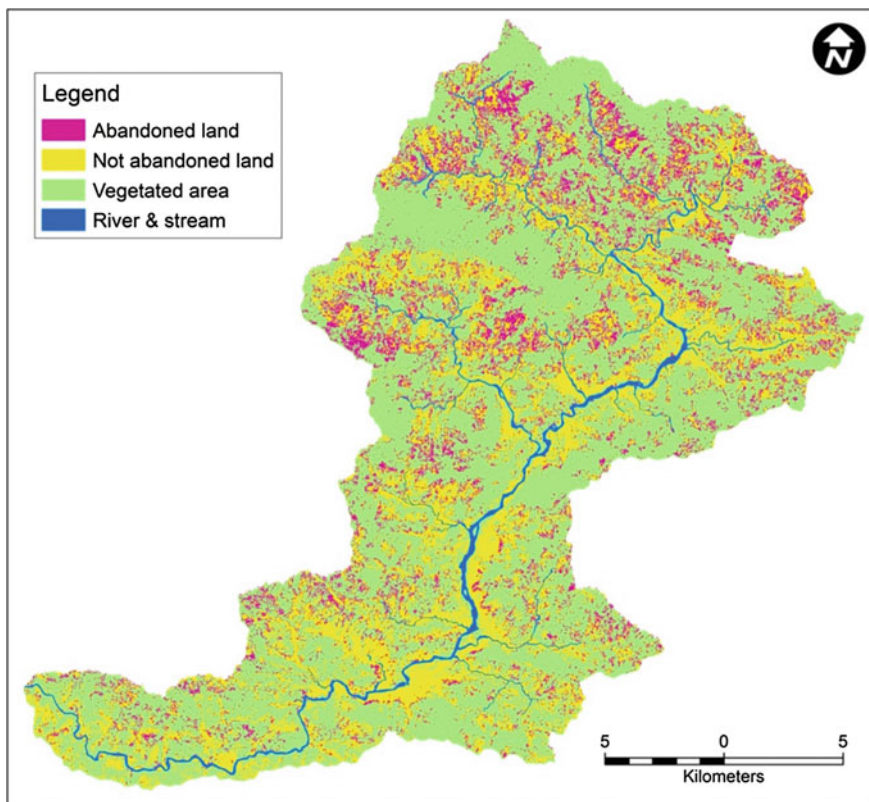 Legend
Abandoned land
Not abandoned land
Vegetated area
River & stream
N
5 0 5
Kilometers